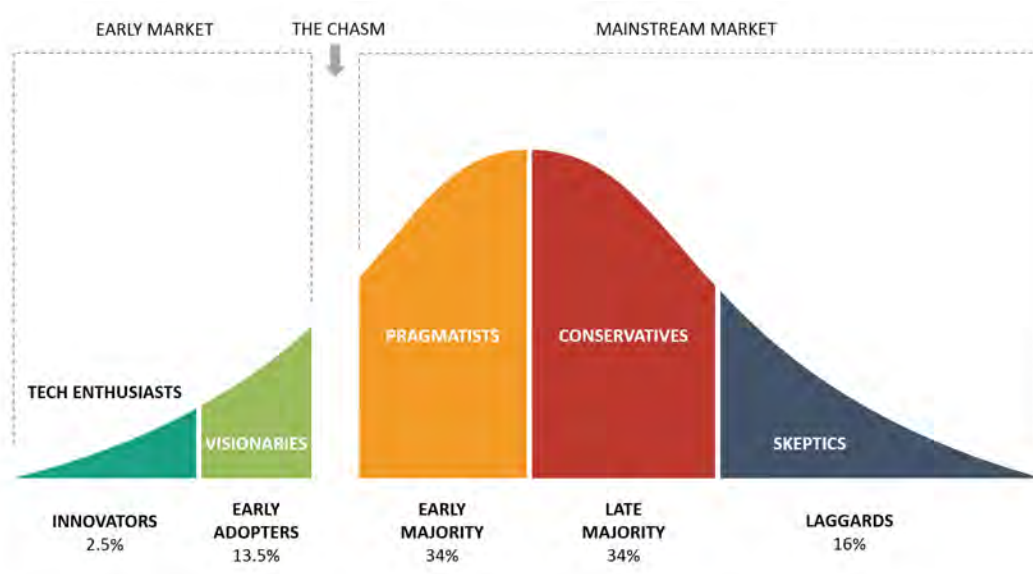 EARLY MARKET
THE CHASM
MAINSTREAM MARKET
PRAGMATISTS
CONSERVATIVES
TECH ENTHUSIASTS
VISIONARIES
SKEPTICS
INNOVATORS
2.5%
EARLY
ADOPTERS
13.5%
EARLY
MAJORITY
34%
LATE
MAJORITY
34%
LAGGARDS
16%